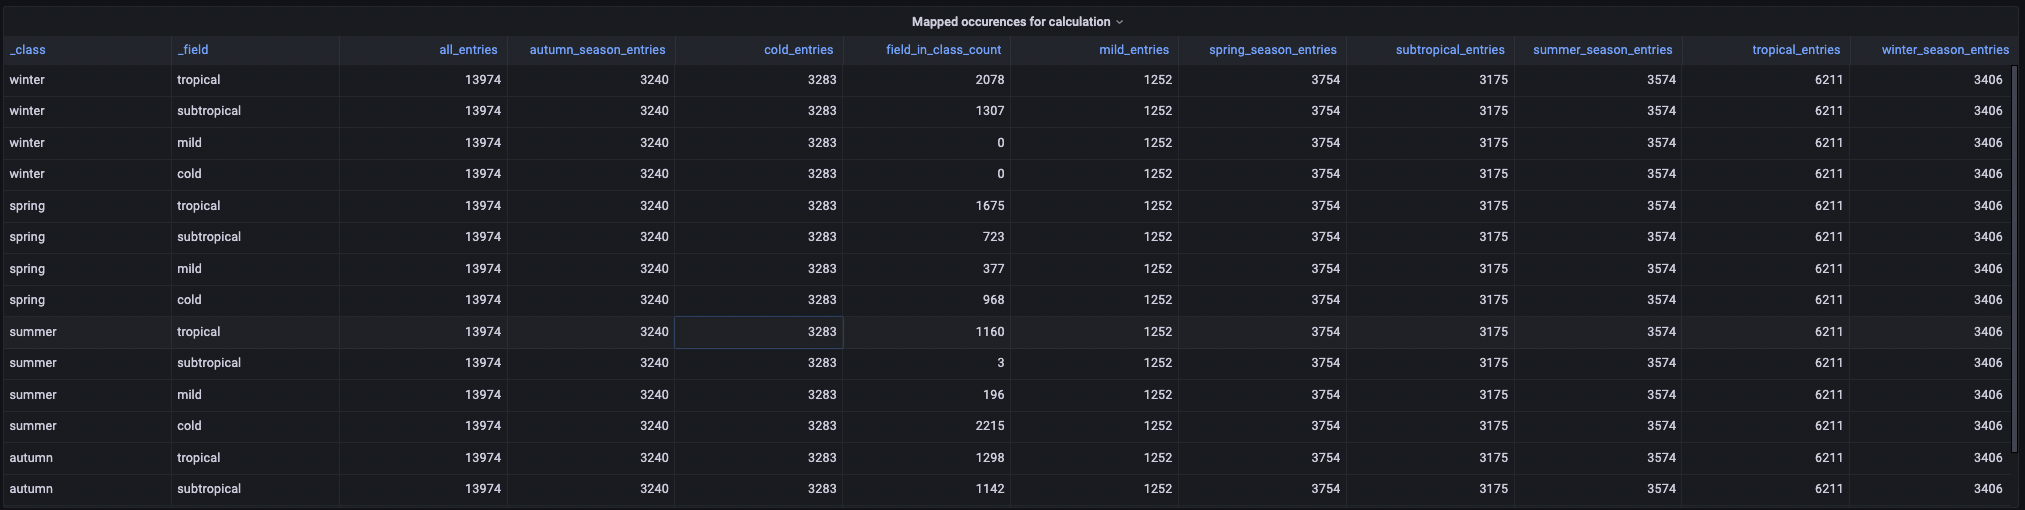 Mapped occurences for calculation
_class _field all_entries autumn_season_entries cold_entries field_in_class_count mild_entries spring_season_entries subtropical_entries summer_season_entries tropical_entries winter_season_entries
winter tropical 13974 3240 3283 2078 1252 3754 3175 3574 6211 3406
winter subtropical 13974 3240 3283 1307 1252 3754 3175 3574 6211 3406
winter mild 13974 3240 3283 0 1252 3754 3175 3574 6211 3406
winter cold 13974 3240 3283 0 1252 3754 3175 3574 6211 3406
spring tropical 13974 3240 3283 1675 1252 3754 3175 3574 6211 3406
spring subtropical 13974 3240 3283 723 1252 3754 3175 3574 6211 3406
spring mild 13974 3240 3283 377 1252 3754 3175 3574 6211 3406
spring cold 13974 3240 3283 968 1252 3754 3175 3574 6211 3406
summer tropical 13974 3240 3283 1160 1252 3754 3175 3574 6211 3406
summer subtropical 13974 3240 3283 3 1252 3754 3175 3574 6211 3406
summer mild 13974 3240 3283 196 1252 3754 3175 3574 6211 3406
summer cold 13974 3240 3283 2215 1252 3754 3175 3574 6211 3406
autumn tropical 13974 3240 3283 1298 1252 3754 3175 3574 6211 3406
autumn subtropical 13974 3240 3283 1142 1252 3754 3175 3574 6211 3406